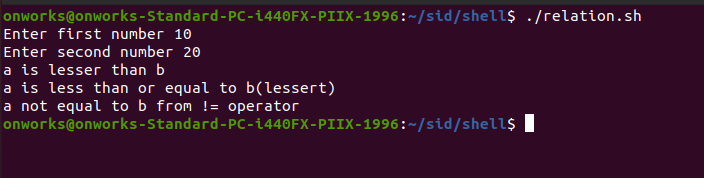 onworks@onworks-Standard-PC-i440FX-PIIX-1996:~/sid/shell$ ./relation.sh
Enter first number 10
Enter second number 20
a is lesser than b
a is less than or equal to b(lessert)
a not equal to b from != operator
onworks@onworks-Standard-PC-i440FX-PIIX-1996:~/sid/shell$